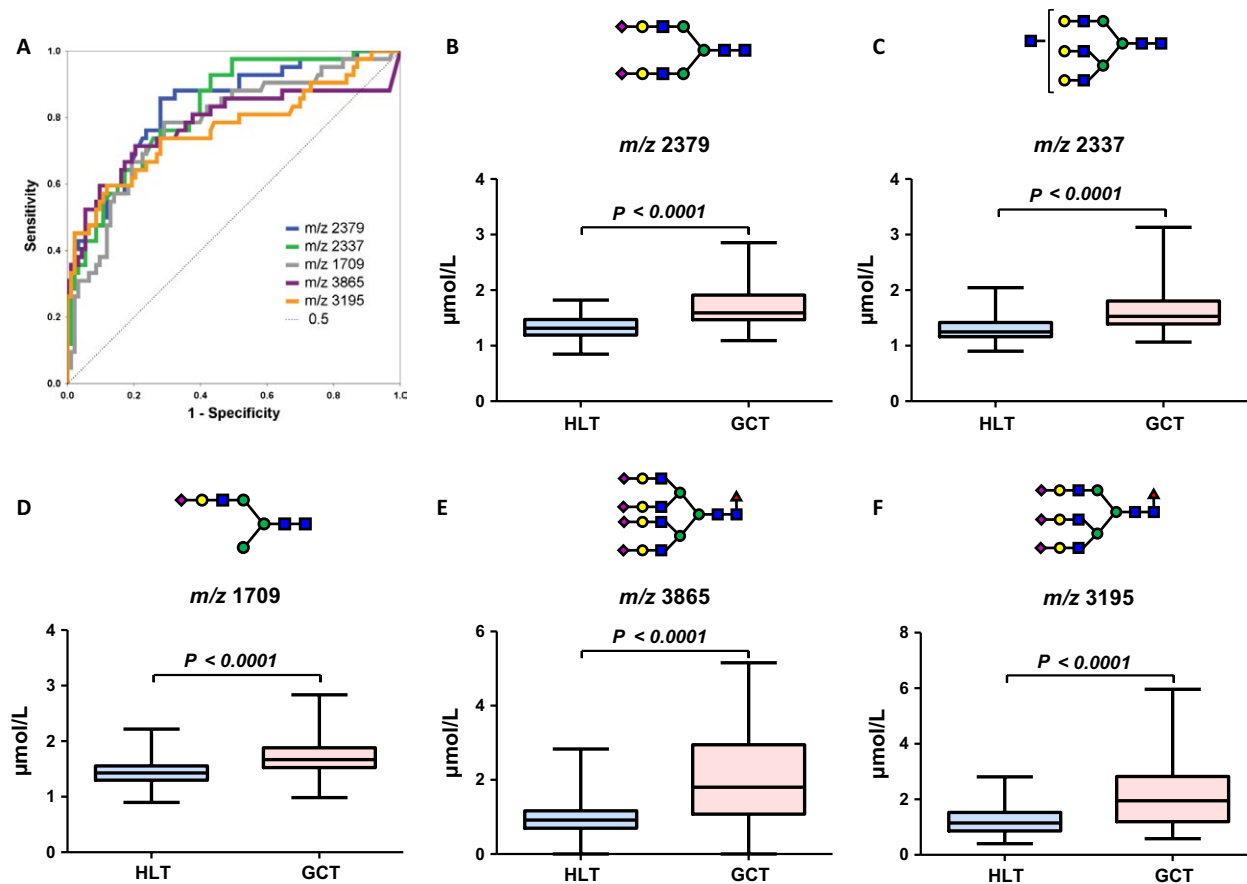 A
1.0
0.8
0.6
0.4
0.2
0.0
Sensitivity
m/z 2379
m/z 2337
m/z 1709
m/z 3865
m/z 3195
0.5
0.0 0.2 0.4 0.6 0.8 1.0
1 - Specificity
B
m/z 2379
4
3
2
1
0
µmol/L
P < 0.0001
HLT GCT
C
m/z 2337
4
3
2
1
0
µmol/L
P < 0.0001
HLT GCT
D
m/z 1709
4
3
2
1
0
µmol/L
P < 0.0001
HLT GCT
E
m/z 3865
6
4
2
0
µmol/L
P < 0.0001
HLT GCT
F
m/z 3195
8
6
4
2
0
µmol/L
P < 0.0001
HLT GCT